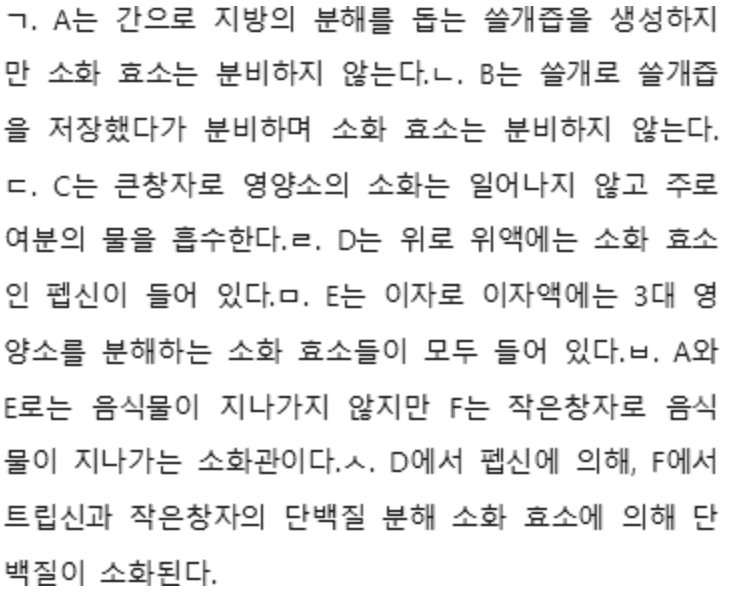 ㄱ. A는 간으로 지방의 분해를 돕는 쓸개즙을 생성하지
만 소화 효소는 분비하지 않는다.ㄴ. B는 쓸개로 쓸개즙
을 저장했다가 분비하며 소화 효소는 분비하지 않는다.
ㄷ. C는 큰창자로 영양소의 소화는 일어나지 않고 주로
여분의 물을 흡수한다.ㄹ. D는 위로 위액에는 소화 효소
인 펩신이 들어 있다.ㅁ. E는 이자로 이자액에는 3대 영
양소를 분해하는 소화 효소들이 모두 들어 있다.ㅂ. A와
E로는 음식물이 지나가지 않지만 F는 작은창자로 음식
물이 지나가는 소화관이다.ㅅ. D에서 펩신에 의해, F에서
트립신과 작은창자의 단백질 분해 소화 효소에 의해 단
백질이 소화된다.